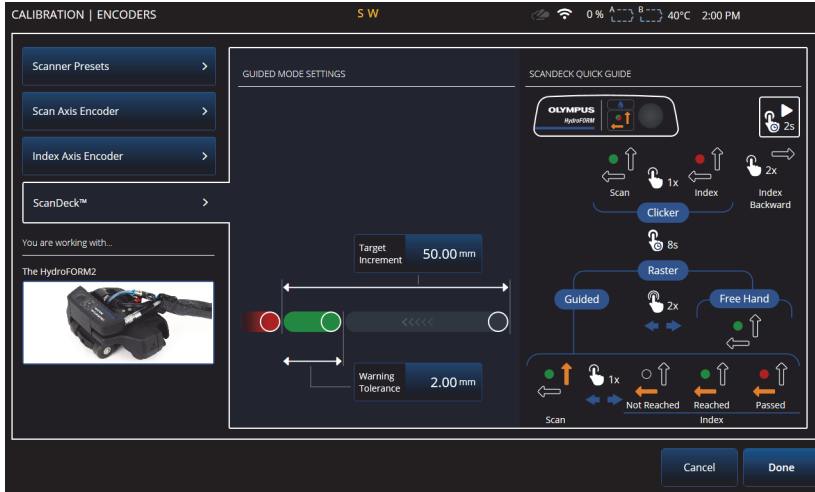 CALIBRATION | ENCODERS
S W
0 %
A
B
40°C
2:00 PM
Scanner Presets
Scan Axis Encoder
Index Axis Encoder
ScanDeck™
You are working with...
The HydroFORM2
GUIDED MODE SETTINGS
Target
Increment
50.00 mm
<<<<<
Warning
Tolerance
2.00 mm
SCANDECK QUICK GUIDE
OLYMPUS
HydroFORM
2s
Scan
1x
Index
2x
Index
Backward
Clicker
8s
Raster
Guided
2x
Free Hand
1x
Scan
Not Reached
Reached
Passed
Index
Cancel
Done